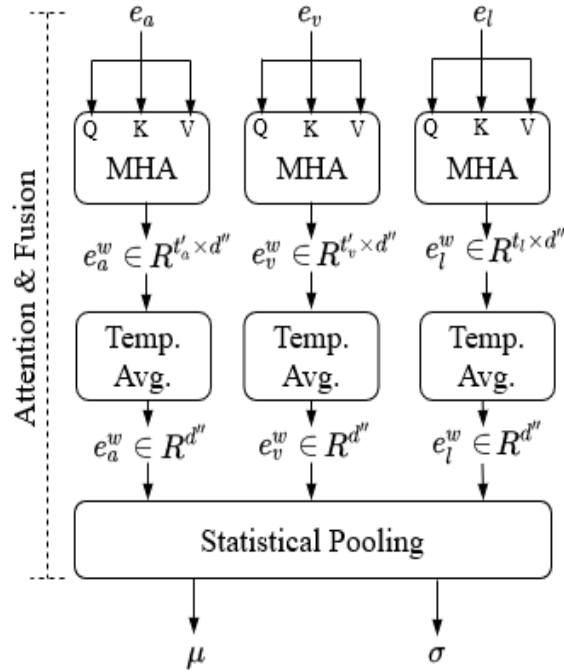 e_a e_v e_l
Q K V Q K V Q K V
MHA MHA MHA
e_a^w ∈ R^{t'_a × d''} e_v^w ∈ R^{t'_v × d''} e_l^w ∈ R^{t_l × d''}
Temp. Temp. Temp.
Avg. Avg. Avg.
e_a^w ∈ R^{d''} e_v^w ∈ R^{d''} e_l^w ∈ R^{d''}
Statistical Pooling
μ σ
Attention & Fusion